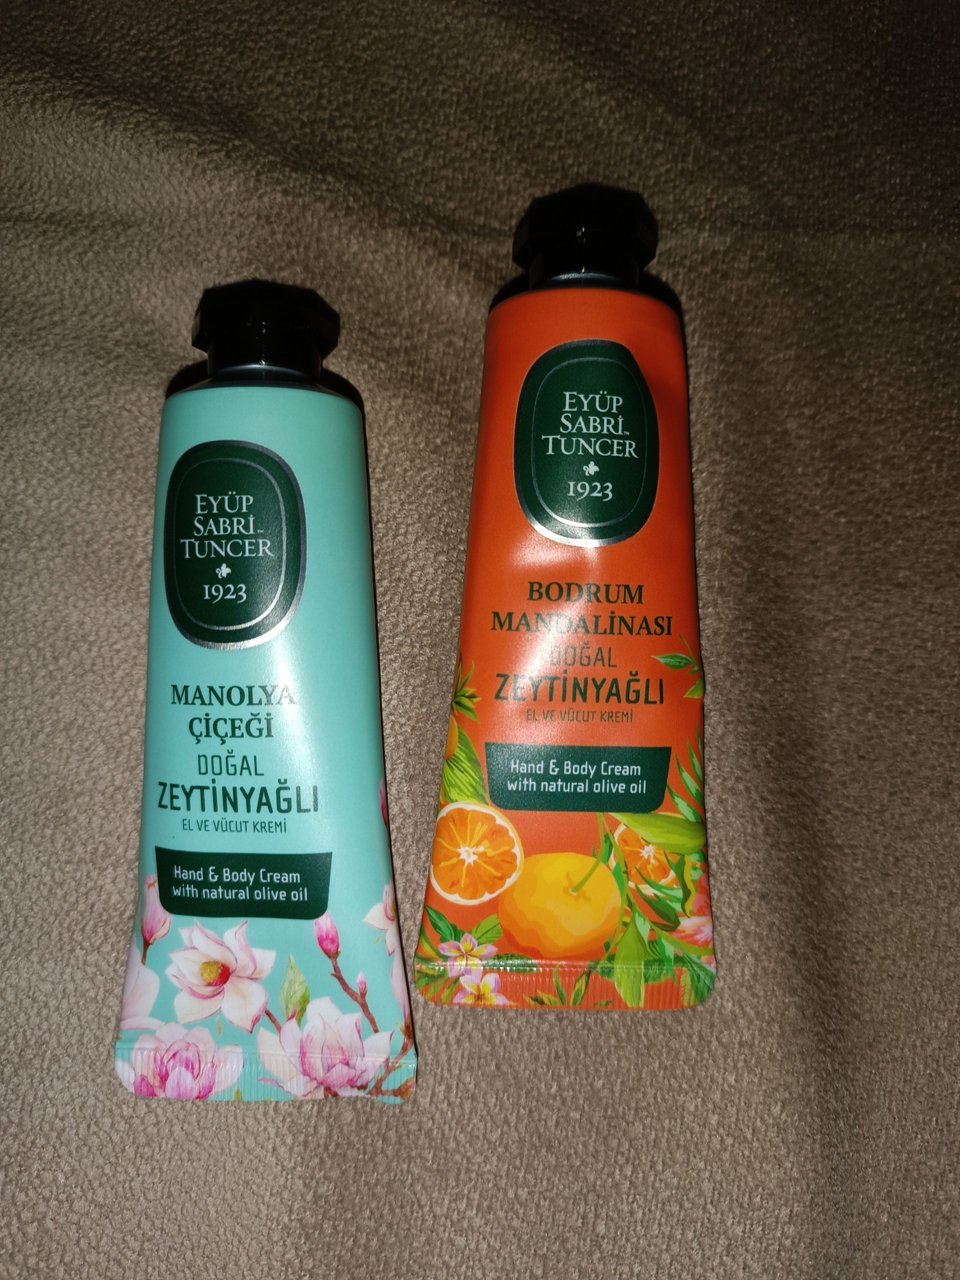 EYÜP
SABRİ™
TUNCER
1923
MANOLYA
ÇİÇEĞİ
DOĞAL
ZEYTİNYAĞLI
EL VE VÜCUT KREMİ
Hand & Body Cream
with natural olive oil
EYÜP
SABRİ™
TUNCER
1923
BODRUM
MANDALİNASI
DOĞAL
ZEYTİNYAĞLI
EL VE VÜCUT KREMİ
Hand & Body Cream
with natural olive oil